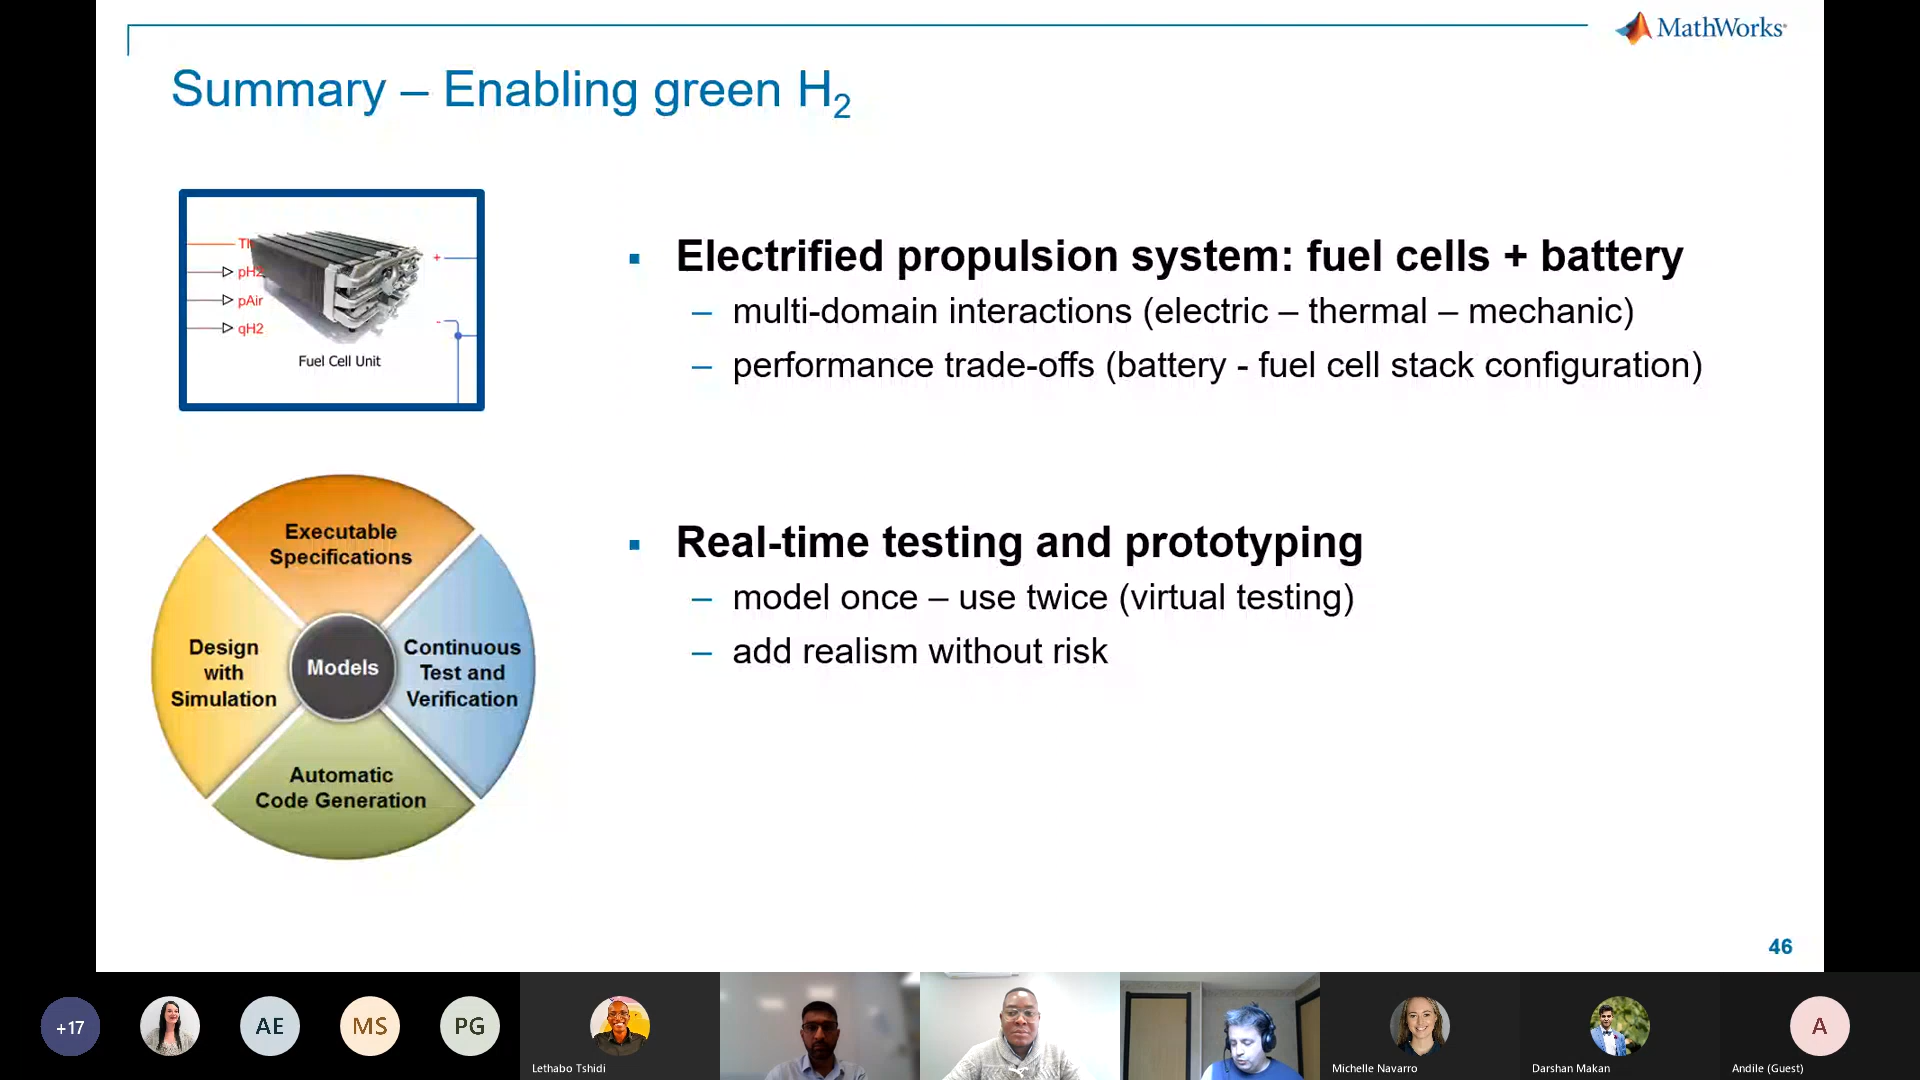 MathWorks
Summary – Enabling green H2
pH2
pAir
qH2
+
-
Fuel Cell Unit
▪ Electrified propulsion system: fuel cells + battery
– multi-domain interactions (electric – thermal – mechanic)
– performance trade-offs (battery - fuel cell stack configuration)
Executable
Specifications
Design
with
Simulation
Models
Continuous
Test and
Verification
Automatic
Code Generation
▪ Real-time testing and prototyping
– model once – use twice (virtual testing)
– add realism without risk
46
+17
AE
MS
PG
A
Lethabo Tshidi
Michelle Navarro
Darshan Makan
Andile (Guest)